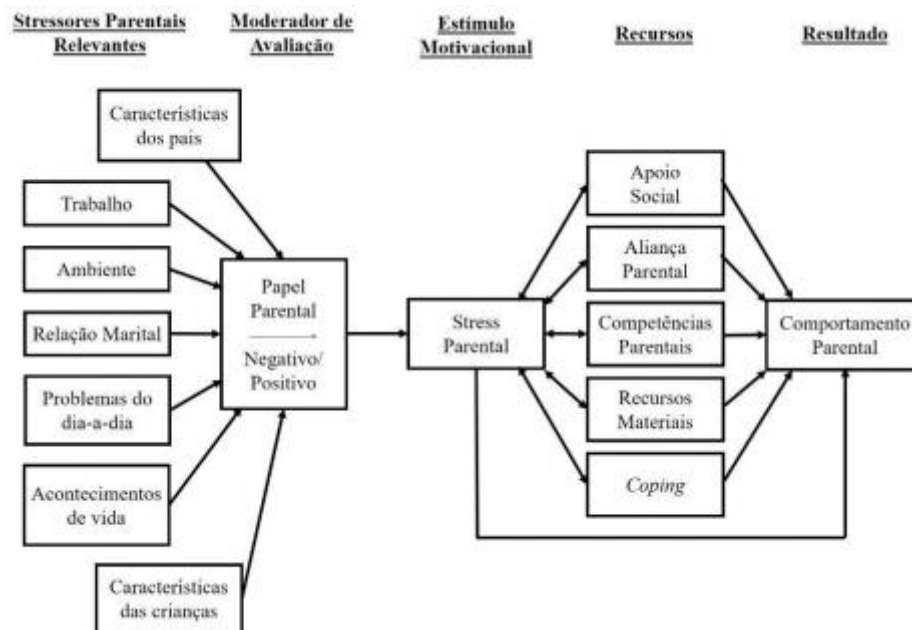 Stressores Parentais
Relevantes
Moderador de
Avaliação
Estímulo
Motivacional
Recursos
Resultado
Características
dos pais
Trabalho
Ambiente
Relação Marital
Problemas do
dia-a-dia
Acontecimentos
de vida
Características
das crianças
Papel
Parental
Negativo/
Positivo
Stress
Parental
Apoio
Social
Aliança
Parental
Competências
Parentais
Recursos
Materiais
Coping
Comportamento
Parental